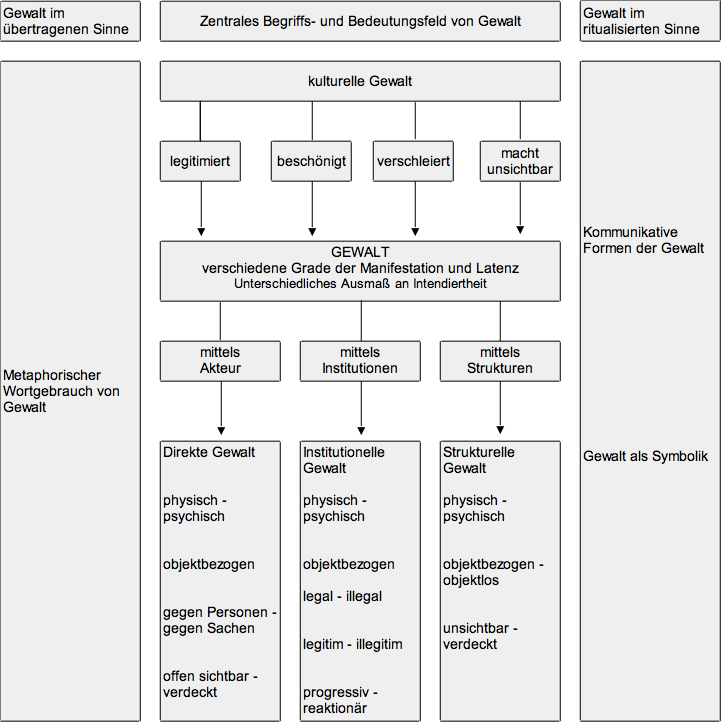 Gewalt im
übertragenen Sinne
Zentrales Begriffs- und Bedeutungsfeld von Gewalt
Gewalt im
ritualisierten Sinne
Metaphorischer
Wortgebrauch von
Gewalt
kulturelle Gewalt
legitimiert
beschönigt
verschleiert
macht
unsichtbar
GEWALT
verschiedene Grade der Manifestation und Latenz
Unterschiedliches Ausmaß an Intendiertheit
mittels
Akteur
mittels
Institutionen
mittels
Strukturen
Direkte Gewalt
physisch -
psychisch
objektbezogen
gegen Personen -
gegen Sachen
offen sichtbar -
verdeckt
Institutionelle
Gewalt
physisch -
psychisch
objektbezogen
legal - illegal
legitim - illegitim
progressiv -
reaktionär
Strukturelle
Gewalt
physisch -
psychisch
objektbezogen -
objektlos
unsichtbar -
verdeckt
Kommunikative
Formen der Gewalt
Gewalt als Symbolik